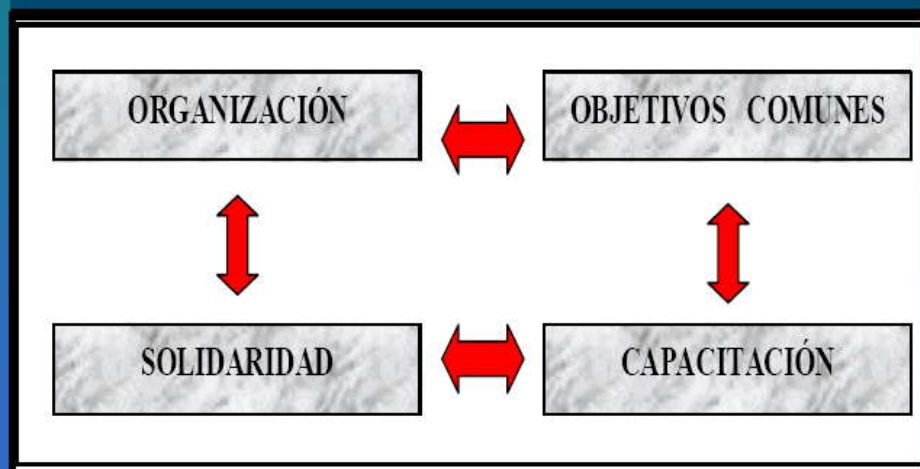 ORGANIZACIÓN
OBJETIVOS COMUNES
SOLIDARIDAD
CAPACITACIÓN